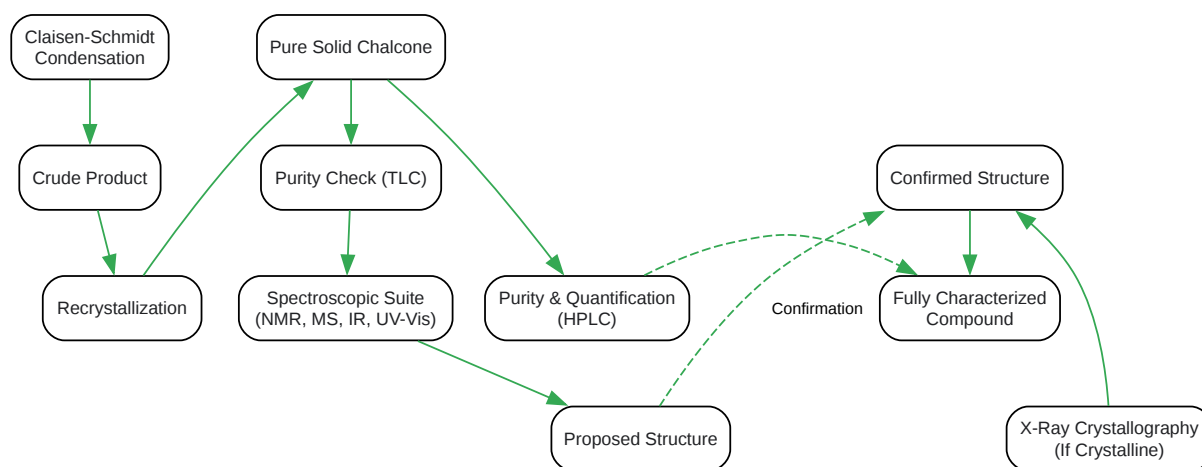 Claisen-Schmidt
Condensation
Pure Solid Chalcone
Crude Product
Purity Check (TLC)
Confirmed Structure
Recrystallization
Spectroscopic Suite
(NMR, MS, IR, UV-Vis)
Purity & Quantification
(HPLC)
Confirmation
Fully Characterized
Compound
Proposed Structure
X-Ray Crystallography
(If Crystalline)